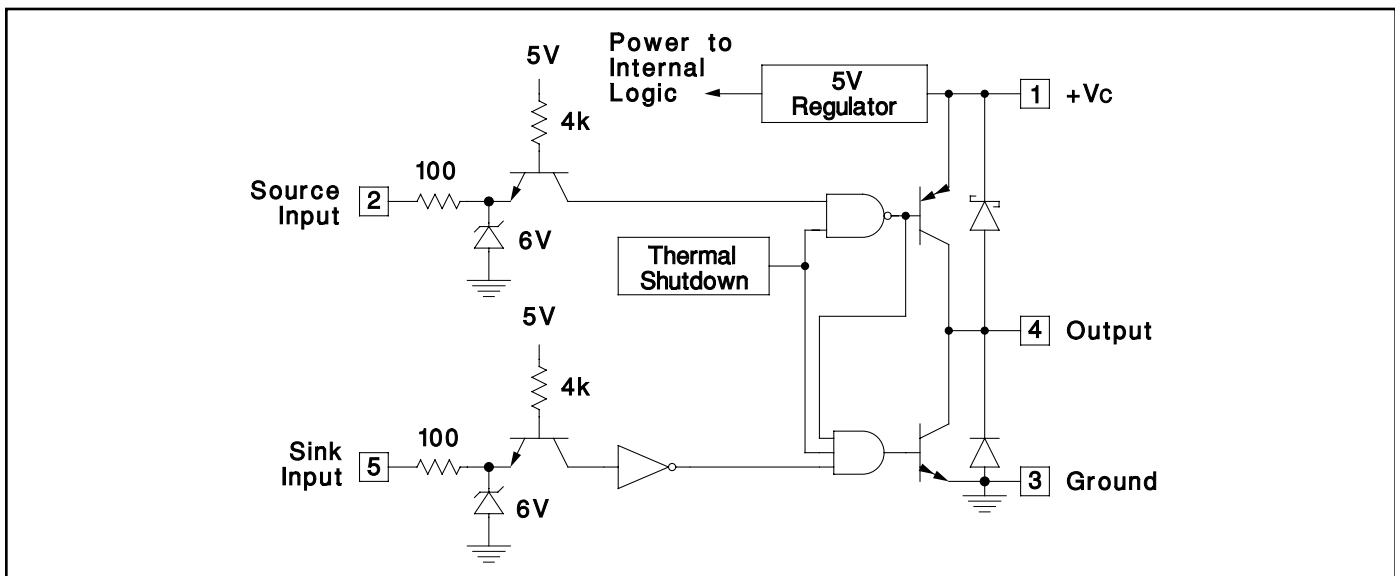 Power to
Internal
Logic
5V
Regulator
1 +Vc
5V
4k
100
Source
Input
2
6V
Thermal
Shutdown
5V
4 Output
4k
100
Sink
Input
5
6V
3 Ground